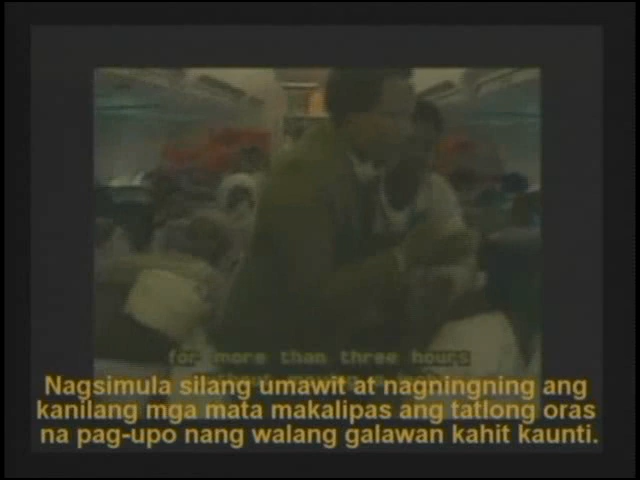 for more than three hours
Nagsimula silang umawit at nagningning ang
kanilang mga mata makalipas ang tatlong oras
na pag-upo nang walang galawan kahit kaunti.